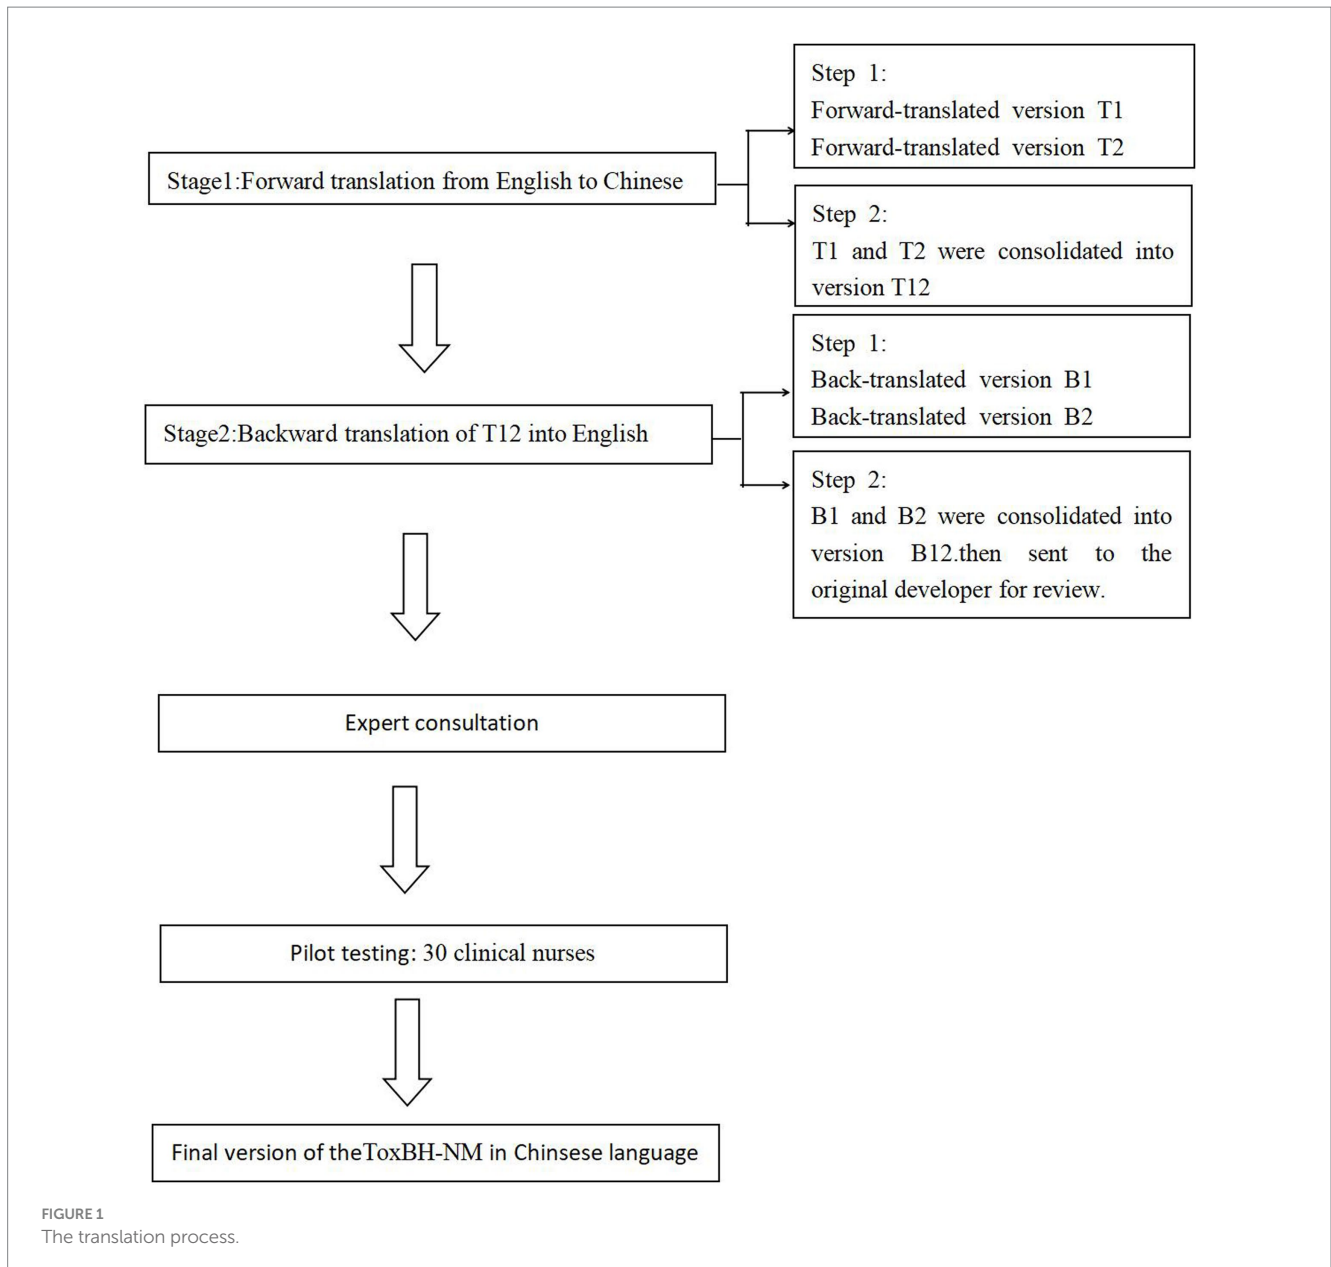 Stage1:Forward translation from English to Chinese
Step 1:
Forward-translated version T1
Forward-translated version T2
Step 2:
T1 and T2 were consolidated into
version T12
Stage2:Backward translation of T12 into English
Step 1:
Back-translated version B1
Back-translated version B2
Step 2:
B1 and B2 were consolidated into
version B12.then sent to the
original developer for review.
Expert consultation
Pilot testing: 30 clinical nurses
Final version of theToxBH-NM in Chinsese language
FIGURE 1
The translation process.